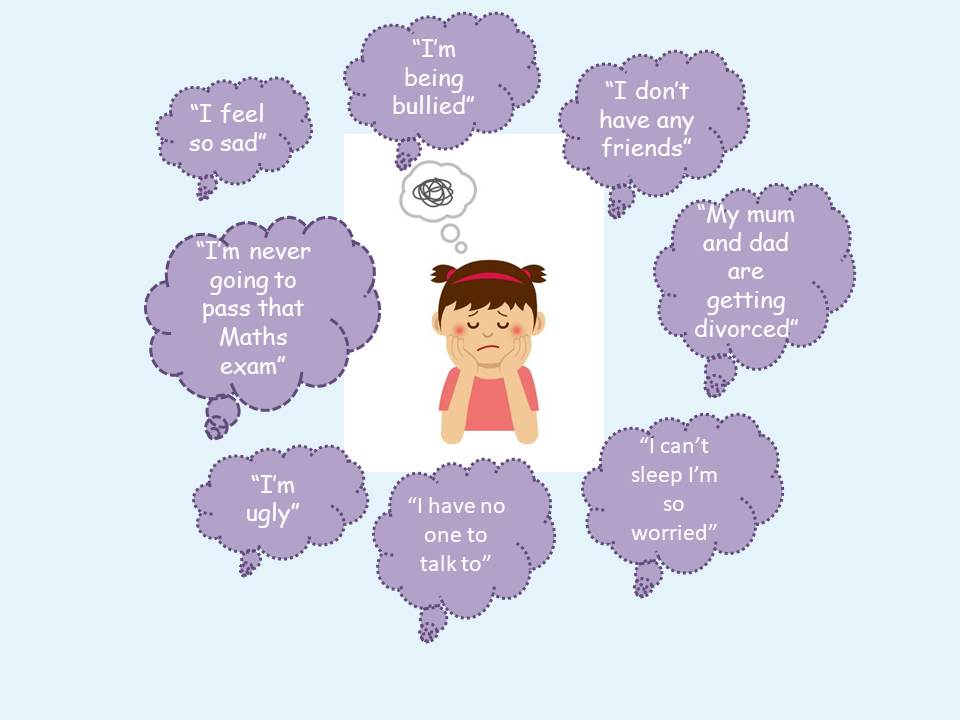 “I’m
being
bullied”
“I feel
so sad”
“I don’t
have any
friends”
“My mum
and dad
are
getting
divorced”
“I’m never
going to
pass that
Maths
exam”
“I can’t
sleep I’m
so
worried”
“I’m
ugly”
“I have no
one to
talk to”